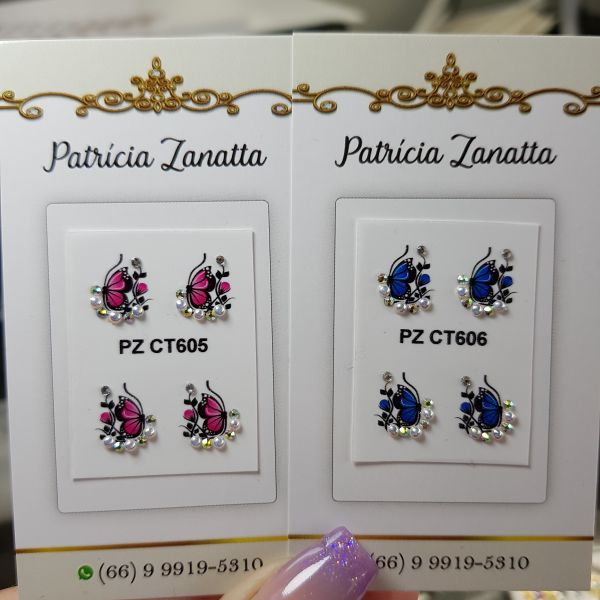 Patrícia Zanatta
PZ CT605
(66) 9 9919-5310
Patrícia Zanatta
PZ CT606
(66) 9 9919-5310